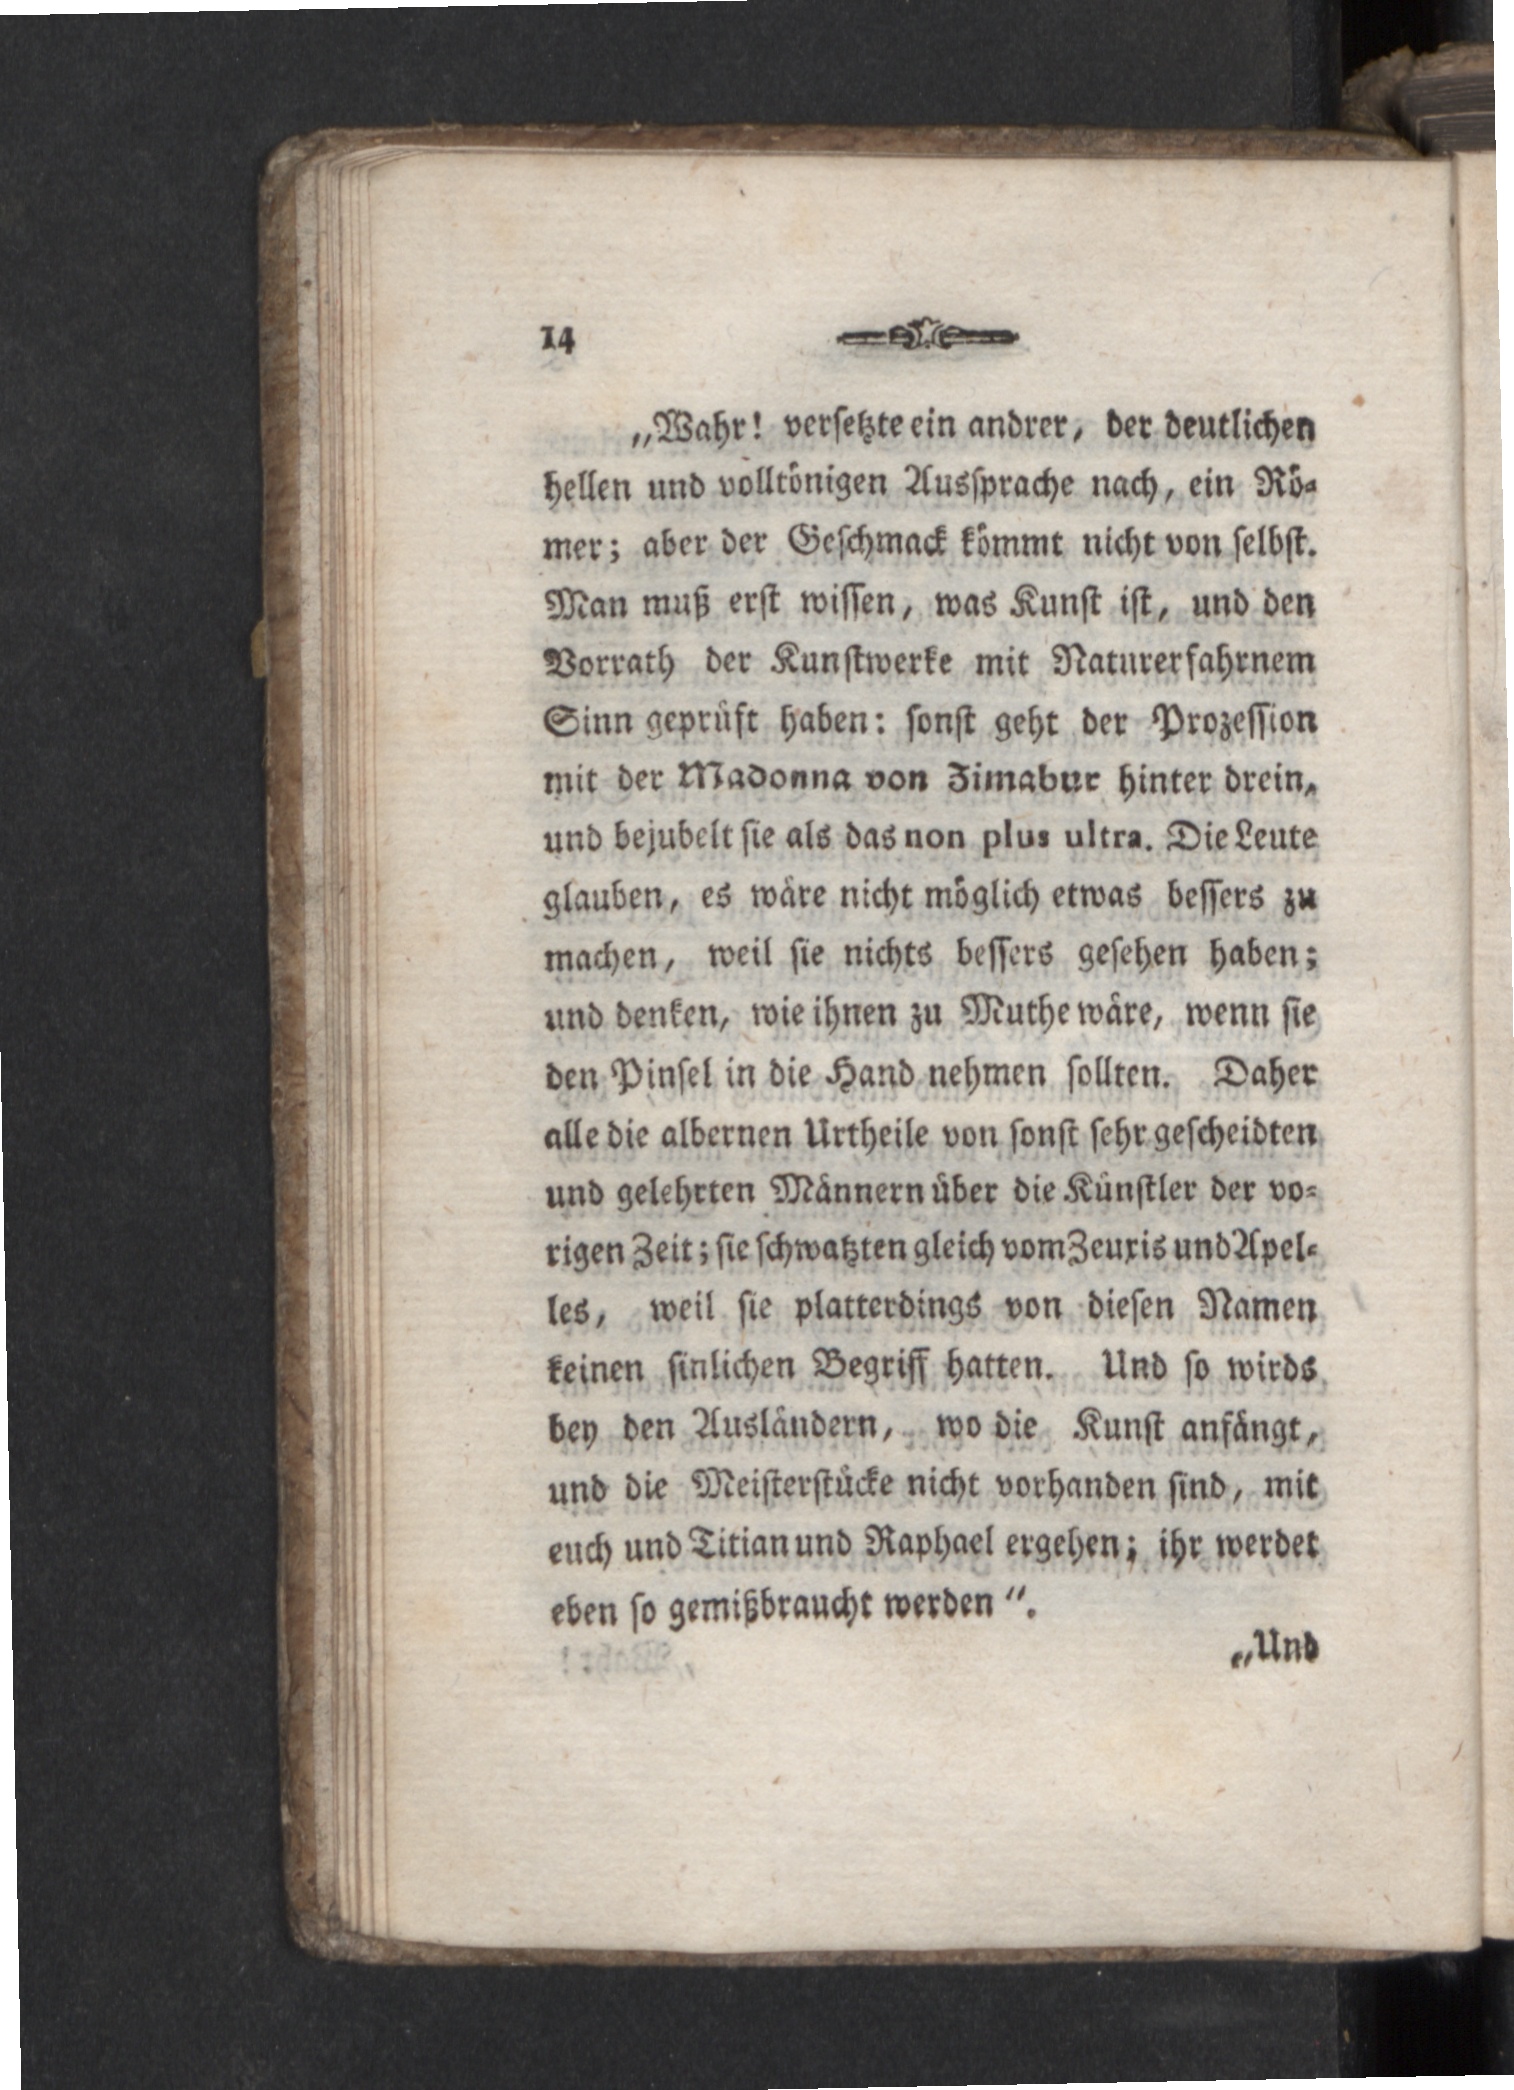 14
„Wahr! verſetzte ein andrer, der deutlichen
hellen und volltönigen Ausſprache nach, ein Rö-
mer; aber der Geſchmack kömmt nicht von ſelbſt.
Man muß erſt wiſſen, was Kunſt iſt, und den
Vorrath der Kunſtwerke mit Naturerfahrnem
Sinn geprüft haben: ſonſt geht der Prozeſſion
mit der Madonna von Zimabue hinter drein,
und bejubelt ſie als das non plus ultra. Die Leute
glauben, es wäre nicht möglich etwas beſſers zu
machen, weil ſie nichts beſſers geſehen haben;
und denken, wie ihnen zu Muthe wäre, wenn ſie
den Pinſel in die Hand nehmen ſollten. Daher
alle die albernen Urtheile von ſonſt ſehr geſcheidten
und gelehrten Männern über die Künſtler der vo-
rigen Zeit; ſie ſchwatzten gleich vom Zeuxis und Apel-
les, weil ſie platterdings von dieſen Namen
keinen ſinlichen Begriff hatten. Und ſo wirds
bey den Ausländern, wo die Kunſt anfängt,
und die Meiſterſtücke nicht vorhanden ſind, mit
euch und Titian und Raphael ergehen; ihr werdet
eben ſo gemißbraucht werden “.
„Und